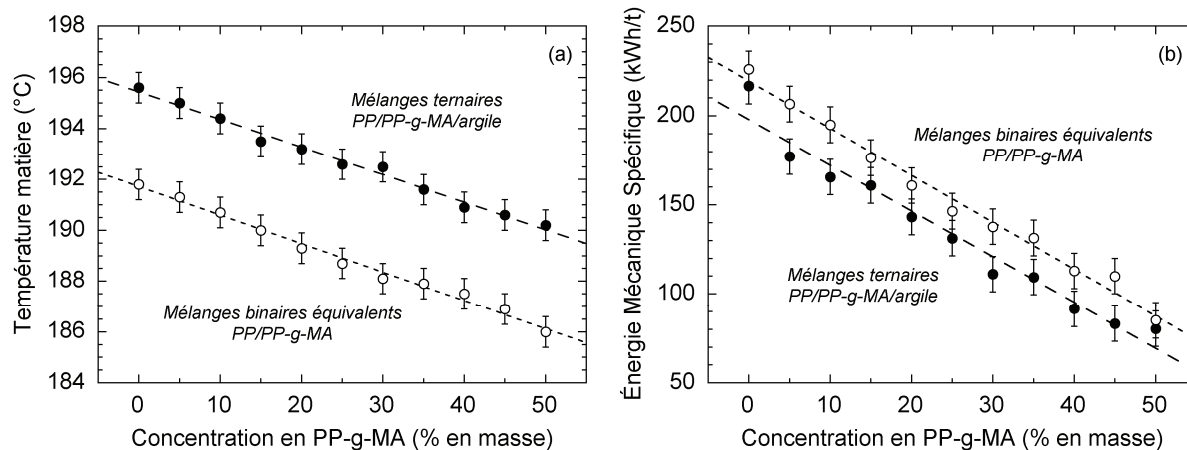 198
196
194
192
190
188
186
184
Température matière (°C)
(a)
Mélanges ternaires
PP/PP-g-MA/argile
Mélanges binaires équivalents
PP/PP-g-MA
0
10
20
30
40
50
Concentration en PP-g-MA (% en masse)
250
200
150
100
50
Énergie Mécanique Spécifique (kWh/t)
(b)
Mélanges binaires équivalents
PP/PP-g-MA
Mélanges ternaires
PP/PP-g-MA/argile
0
10
20
30
40
50
Concentration en PP-g-MA (% en masse)